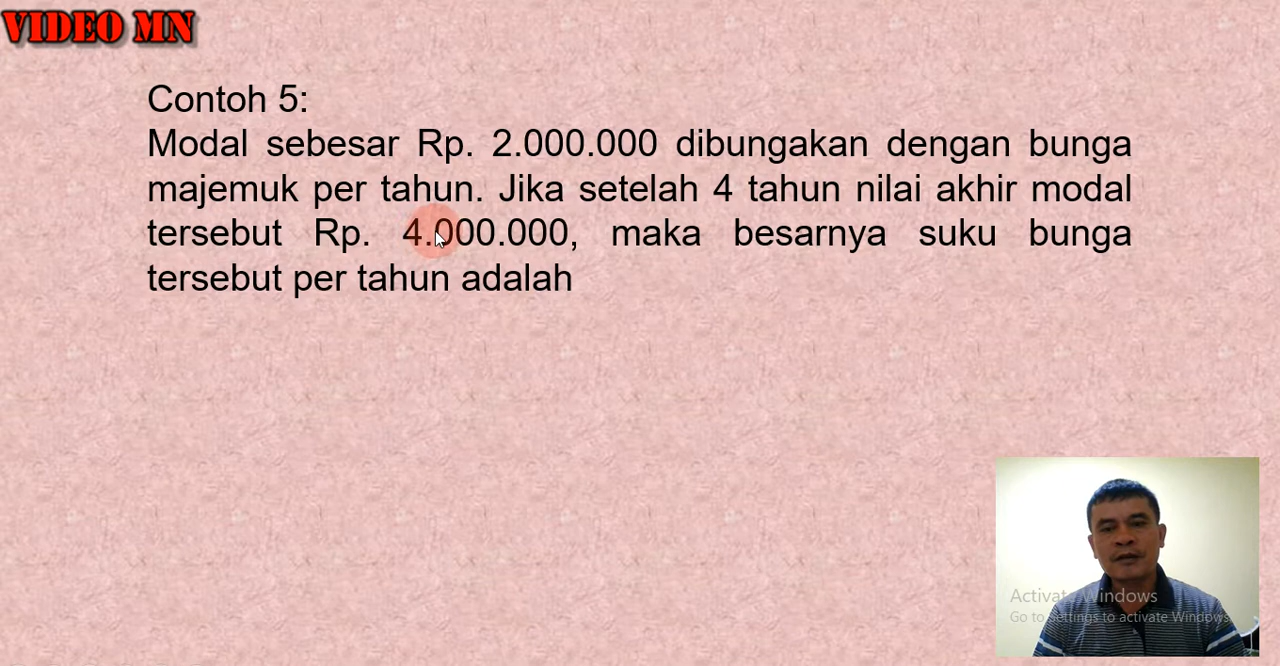 VIDEO MN
Contoh 5:
Modal sebesar Rp. 2.000.000 dibungakan dengan bunga
majemuk per tahun. Jika setelah 4 tahun nilai akhir modal
tersebut Rp. 4.000.000, maka besarnya suku bunga
tersebut per tahun adalah
Activate Windows
Go to Settings to activate Windows.